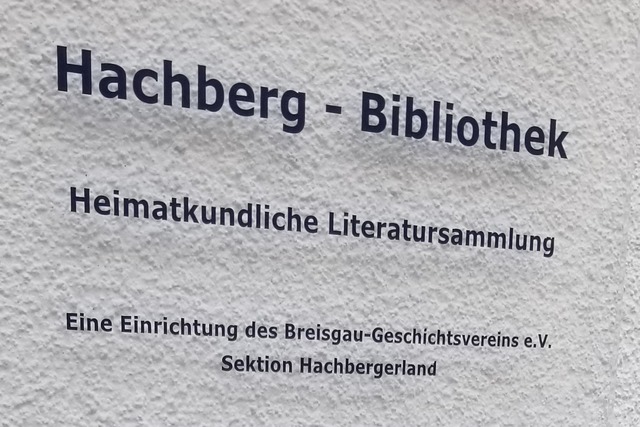 Hachberg - Bibliothek
Heimatkundliche Literatursammlung
Eine Einrichtung des Breisgau-Geschichtsvereins e.V.
Sektion Hachbergerland